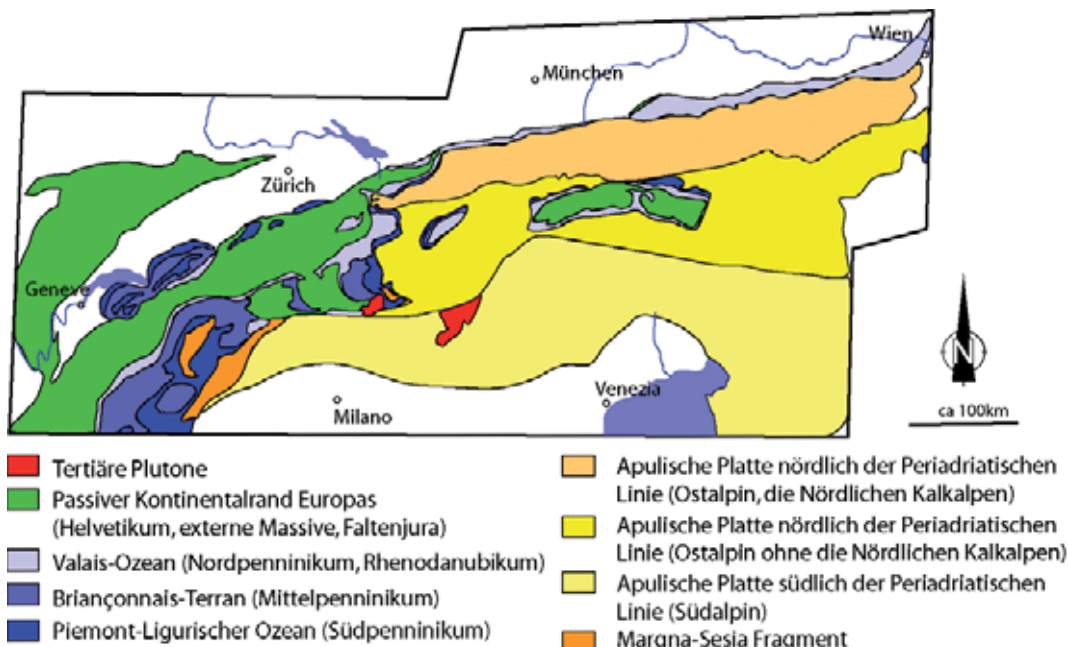 Wien
München
Zürich
Geneve
Milano
Venezia
N
ca 100km
Tertiäre Plutone
Passiver Kontinentalrand Europas
(Helvetikum, externe Massive, Faltenjura)
Valais-Ozean (Nordpenninikum, Rhenodanubikum)
Briançonnais-Terran (Mittelpenninikum)
Piemont-Ligurischer Ozean (Südpenninikum)
Apulische Platte nördlich der Periadriatischen
Linie (Ostalpin, die Nördlichen Kalkalpen)
Apulische Platte nördlich der Periadriatischen
Linie (Ostalpin ohne die Nördlichen Kalkalpen)
Apulische Platte südlich der Periadriatischen
Linie (Südalpin)
Margna-Sesia Fragment